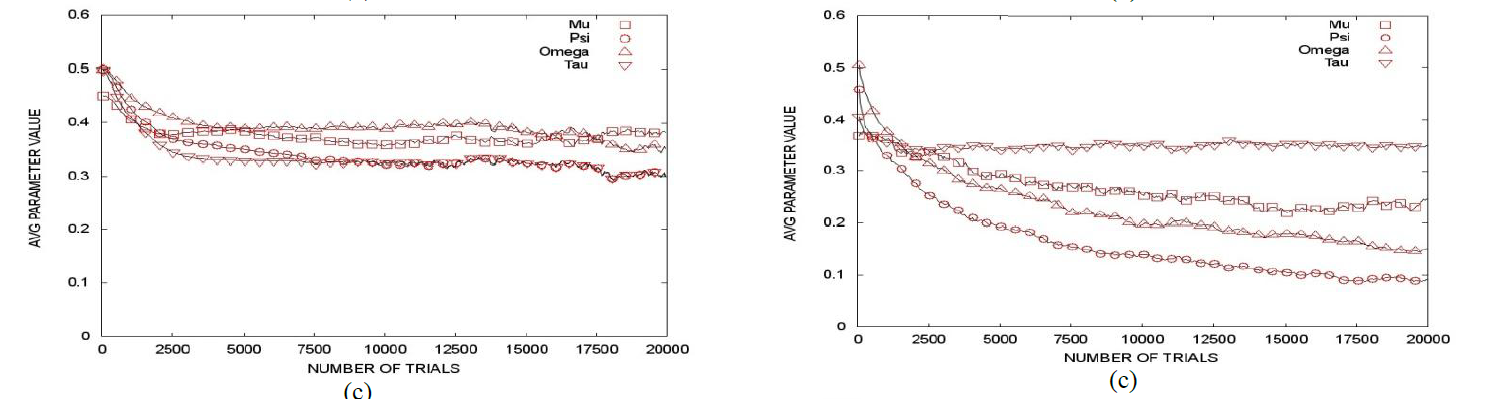 0.6
0.5
0.4
0.3
0.2
0.1
0
AVG PARAMETER VALUE
Mu
Psi
Omega
Tau
0 2500 5000 7500 10000 12500 15000 17500 20000
NUMBER OF TRIALS
(c)
0.6
0.5
0.4
0.3
0.2
0.1
0
AVG PARAMETER VALUE
Mu
Psi
Omega
Tau
0 2500 5000 7500 10000 12500 15000 17500 20000
NUMBER OF TRIALS
(c)